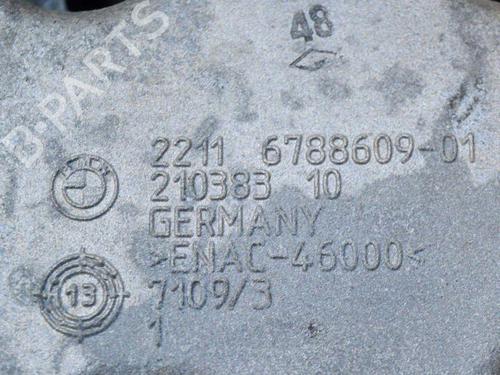 48
B-PARTS
2211 6788609-01
210383 10
GERMANY
>ENAC-46000<
13
7109/3
1